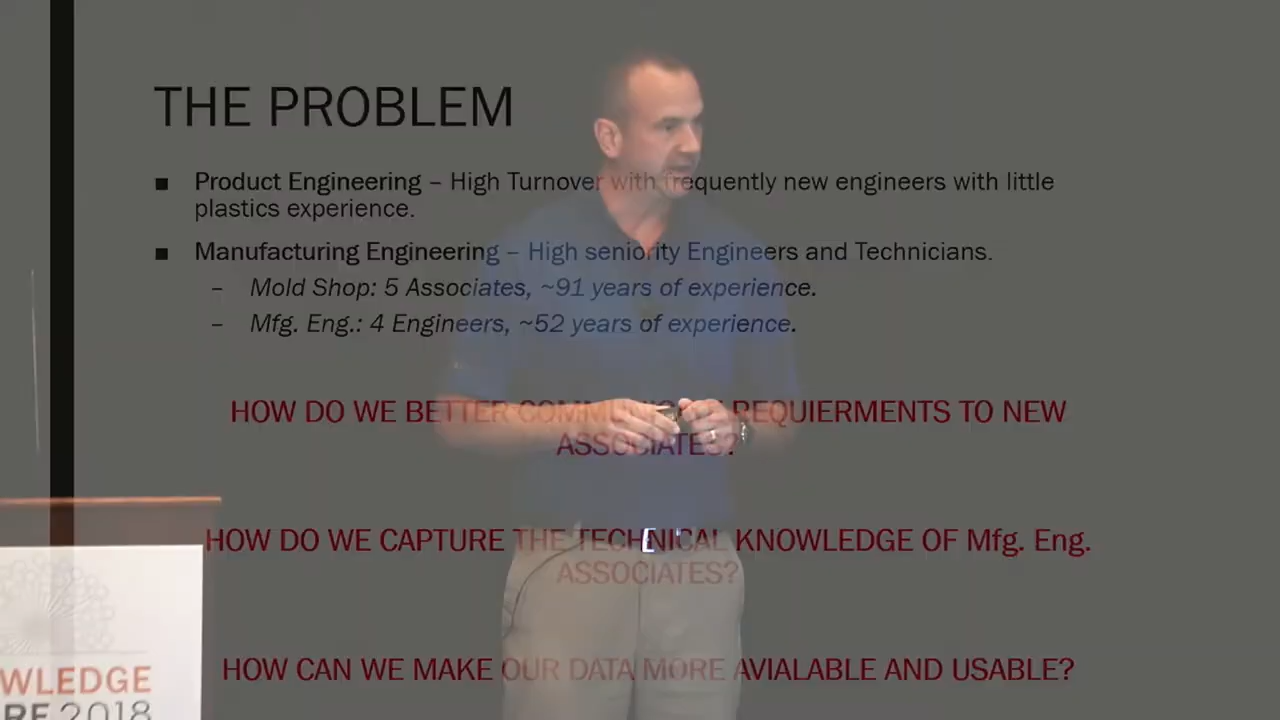 THE PROBLEM
▪ Product Engineering – High Turnover with frequently new engineers with little
plastics experience.
▪ Manufacturing Engineering – High seniority Engineers and Technicians.
– Mold Shop: 5 Associates, ~91 years of experience.
– Mfg. Eng.: 4 Engineers, ~52 years of experience.
HOW DO WE BETTER COMMUNICATE REQUIERMENTS TO NEW
ASSOCIATES?
HOW DO WE CAPTURE THE TECHNICAL KNOWLEDGE OF Mfg. Eng.
ASSOCIATES?
HOW CAN WE MAKE OUR DATA MORE AVIALABLE AND USABLE?
WLEDGE
RE 2018